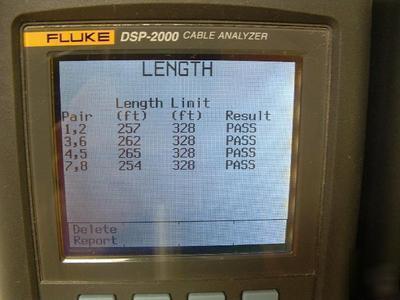 FLUKE DSP-2000 CABLE ANALYZER
LENGTH
Length Limit
Pair (ft) (ft) Result
1,2 257 328 PASS
3,6 262 328 PASS
4,5 265 328 PASS
7,8 254 328 PASS
Delete
Report